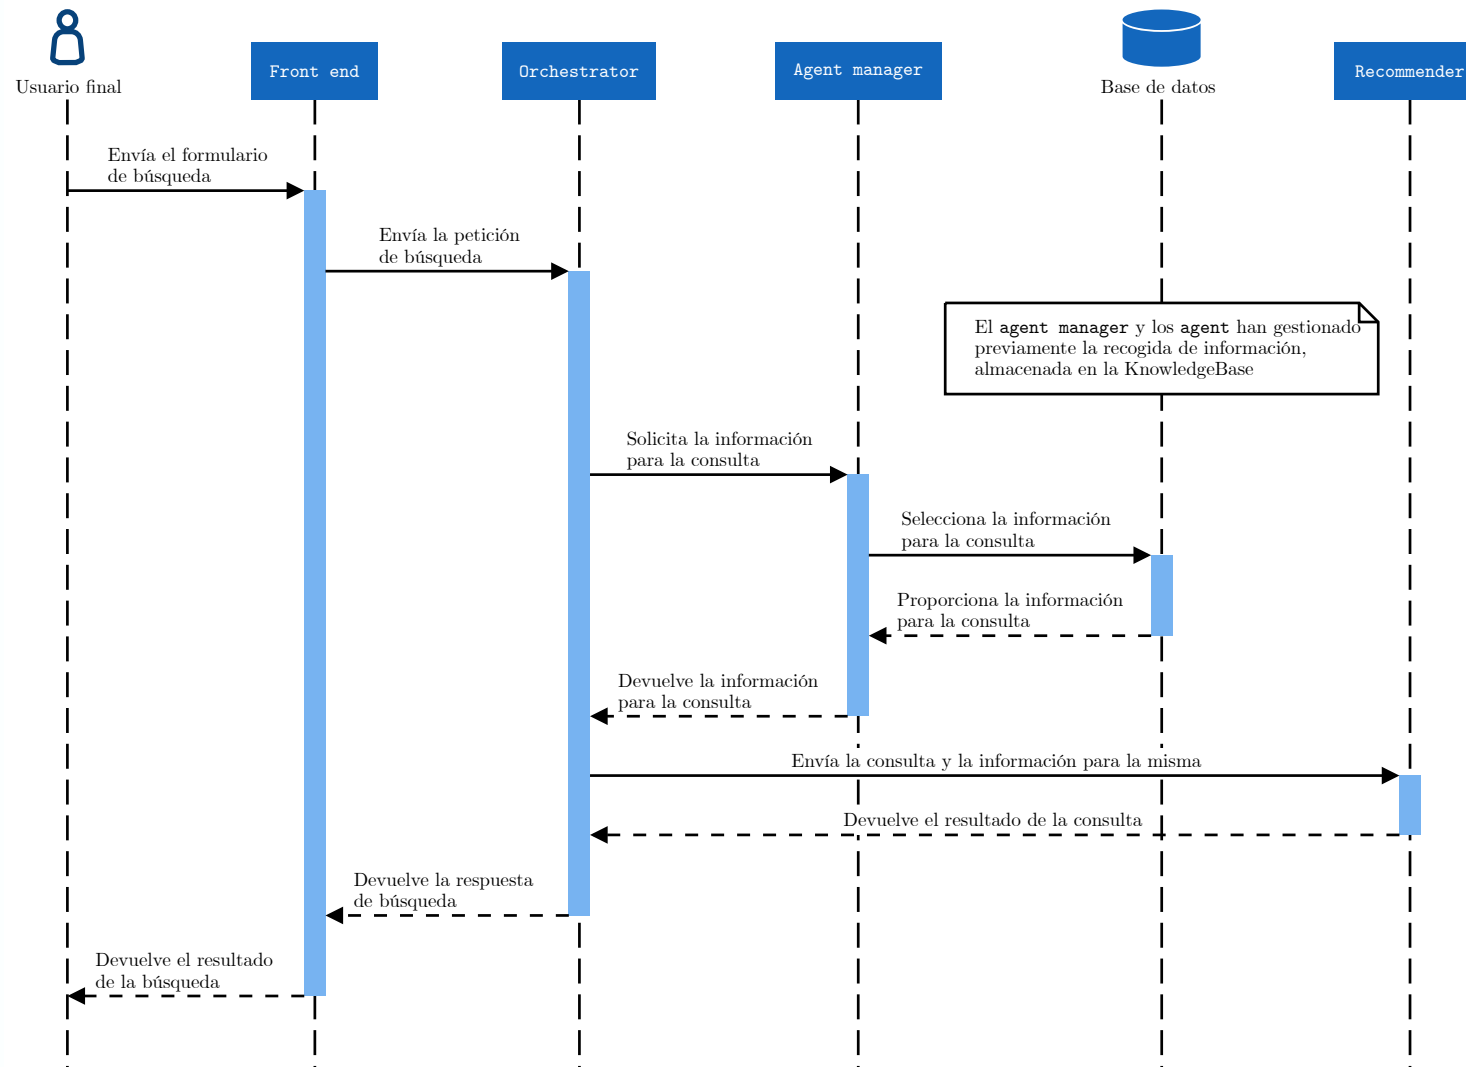 Usuario final
Front end
Orchestrator
Agent manager
Base de datos
Recommender
Envía el formulario
de búsqueda
Envía la petición
de búsqueda
El agent manager y los agent han gestionado
previamente la recogida de información,
almacenada en la KnowledgeBase
Solicita la información
para la consulta
Selecciona la información
para la consulta
Proporciona la información
para la consulta
Devuelve la información
para la consulta
Envía la consulta y la información para la misma
Devuelve el resultado de la consulta
Devuelve la respuesta
de búsqueda
Devuelve el resultado
de la búsqueda